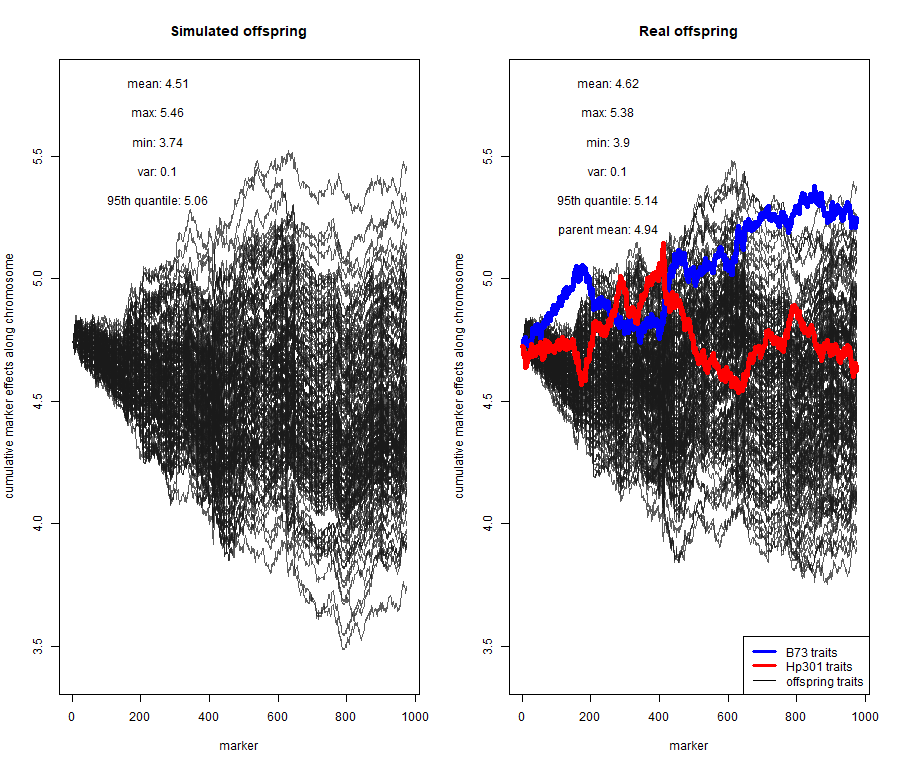 Simulated offspring
mean: 4.51
max: 5.46
min: 3.74
var: 0.1
95th quantile: 5.06
cumulative marker effects along chromosome
5.5
5.0
4.5
4.0
3.5
0 200 400 600 800 1000
marker
Real offspring
mean: 4.62
max: 5.38
min: 3.9
var: 0.1
95th quantile: 5.14
parent mean: 4.94
cumulative marker effects along chromosome
5.5
5.0
4.5
4.0
3.5
B73 traits
Hp301 traits
offspring traits
0 200 400 600 800 1000
marker